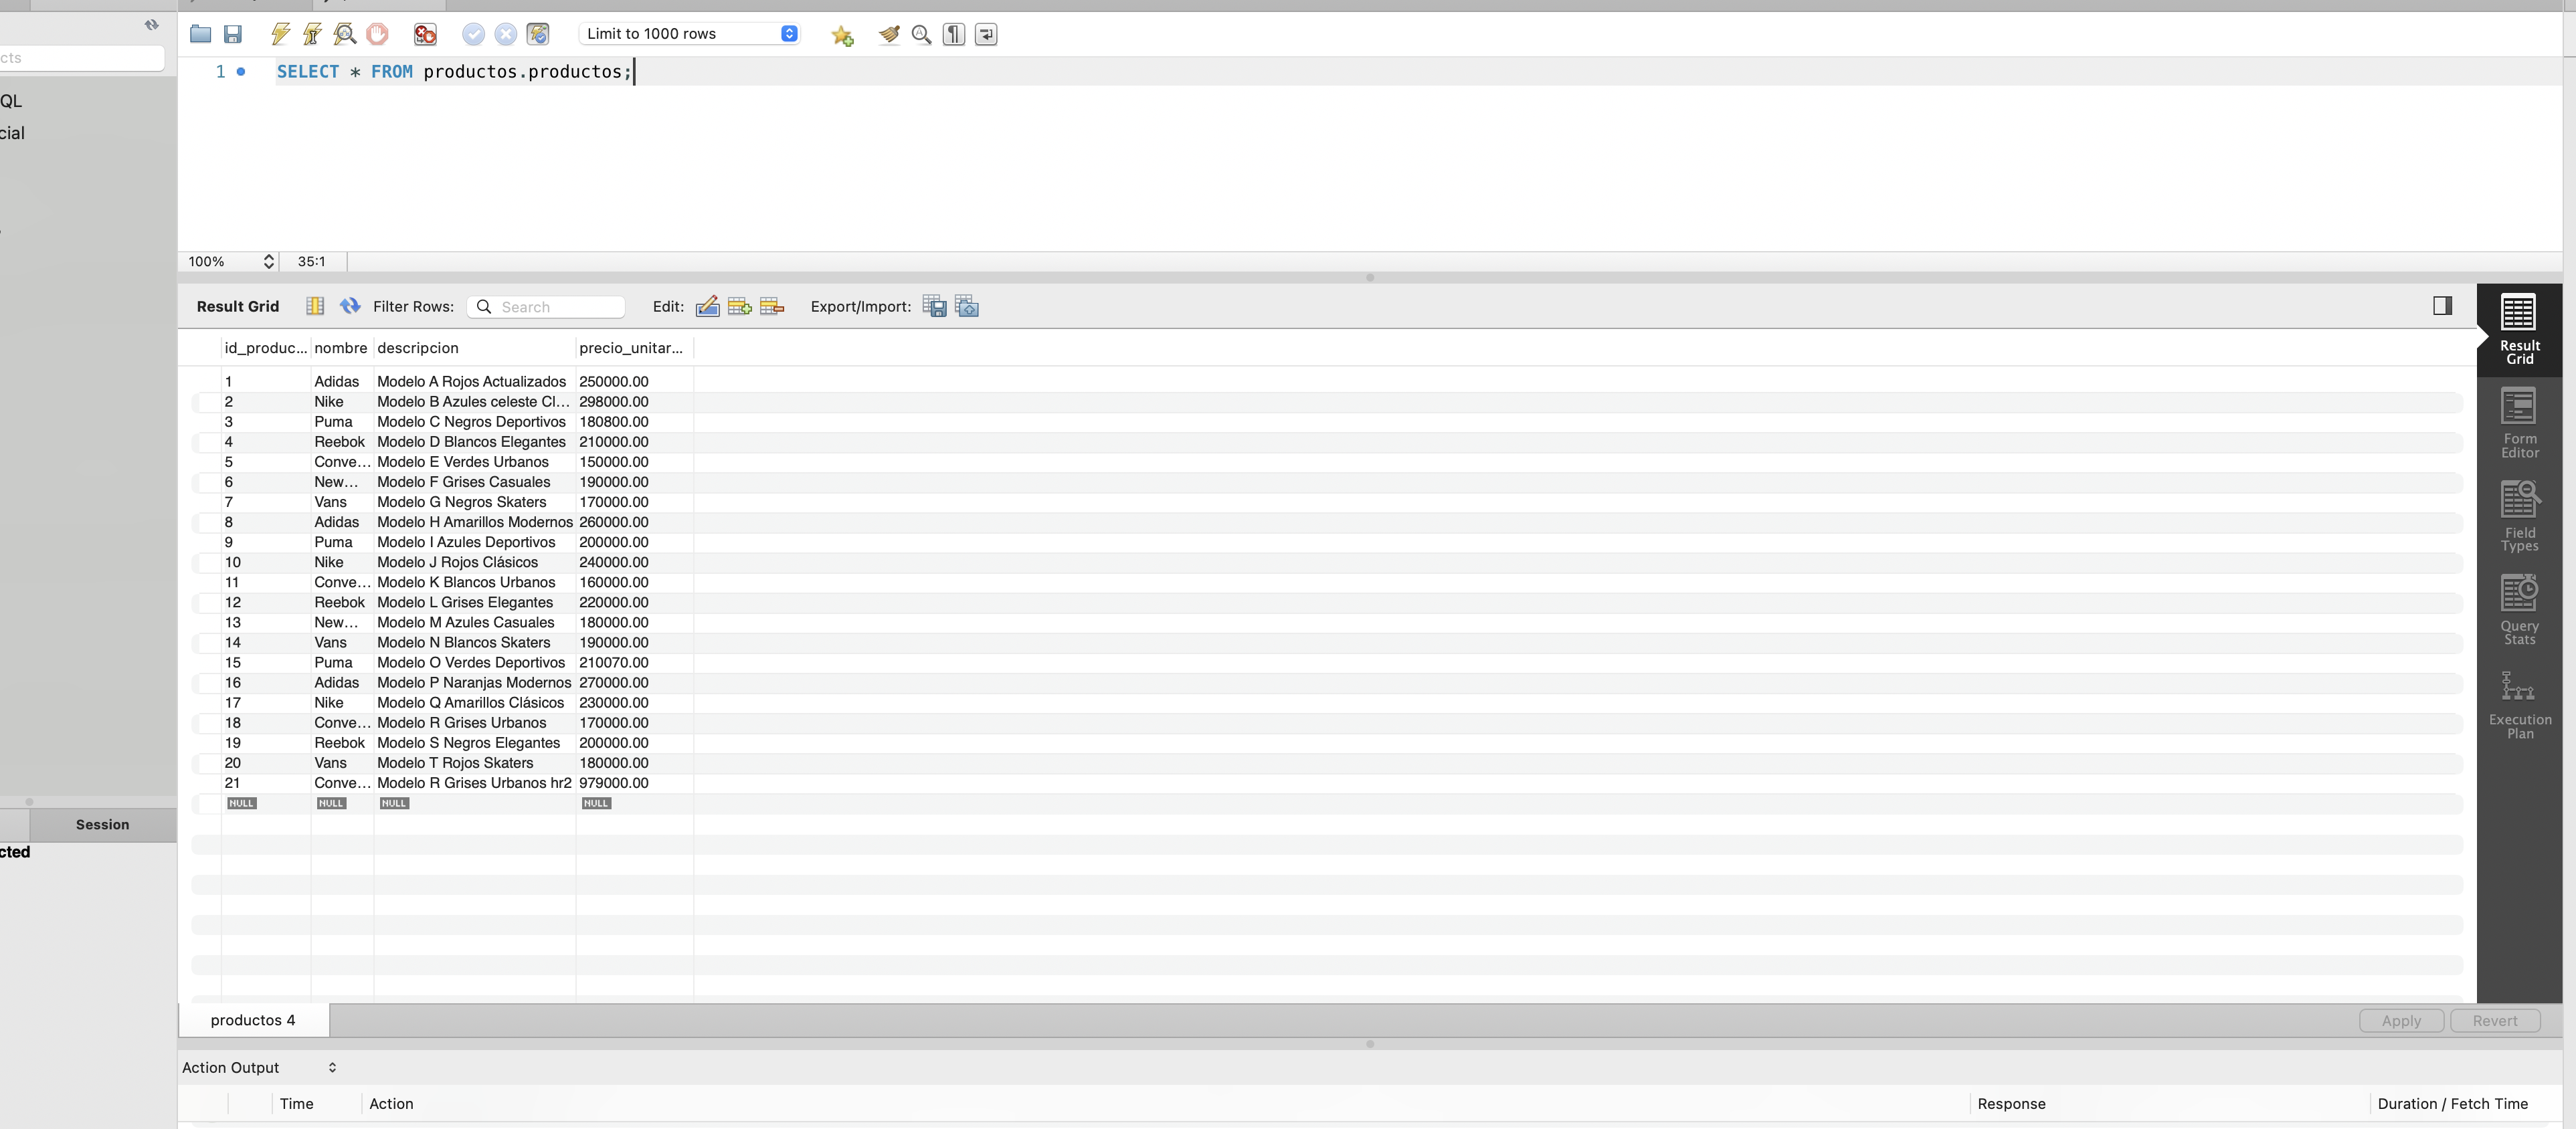 cts
QL
cial
Limit to 1000 rows
1 SELECT * FROM productos.productos;
100% 35:1
Result Grid Filter Rows: Search Edit: Export/Import:
id_produc... nombre descripcion precio_unitar...
1 Adidas Modelo A Rojos Actualizados 250000.00
2 Nike Modelo B Azules celeste Cl... 298000.00
3 Puma Modelo C Negros Deportivos 180800.00
4 Reebok Modelo D Blancos Elegantes 210000.00
5 Conve... Modelo E Verdes Urbanos 150000.00
6 New... Modelo F Grises Casuales 190000.00
7 Vans Modelo G Negros Skaters 170000.00
8 Adidas Modelo H Amarillos Modernos 260000.00
9 Puma Modelo I Azules Deportivos 200000.00
10 Nike Modelo J Rojos Clásicos 240000.00
11 Conve... Modelo K Blancos Urbanos 160000.00
12 Reebok Modelo L Grises Elegantes 220000.00
13 New... Modelo M Azules Casuales 180000.00
14 Vans Modelo N Blancos Skaters 190000.00
15 Puma Modelo O Verdes Deportivos 210070.00
16 Adidas Modelo P Naranjas Modernos 270000.00
17 Nike Modelo Q Amarillos Clásicos 230000.00
18 Conve... Modelo R Grises Urbanos 170000.00
19 Reebok Modelo S Negros Elegantes 200000.00
20 Vans Modelo T Rojos Skaters 180000.00
21 Conve... Modelo R Grises Urbanos hr2 979000.00
NULL NULL NULL NULL
Result
Grid
Form
Editor
Field
Types
Query
Stats
Execution
Plan
Session
cted
productos 4 Apply Revert
Action Output
Time Action Response Duration / Fetch Time